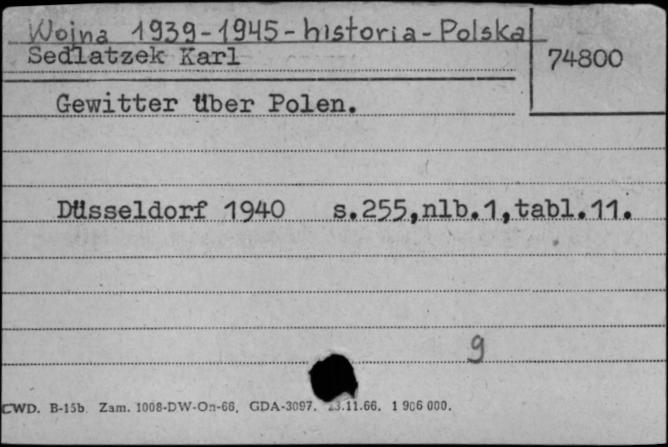 Wojna 1939-1945-historia-Polska
Sedlatzek Karl
74800
Gewitter über Polen.
Düsseldorf 1940 s.255,nlb.1,tabl.11.
9
CWD. B-15b. Zam. 1008-DW-On-66, GDA-3097. 23.11.66. 1 906 000.